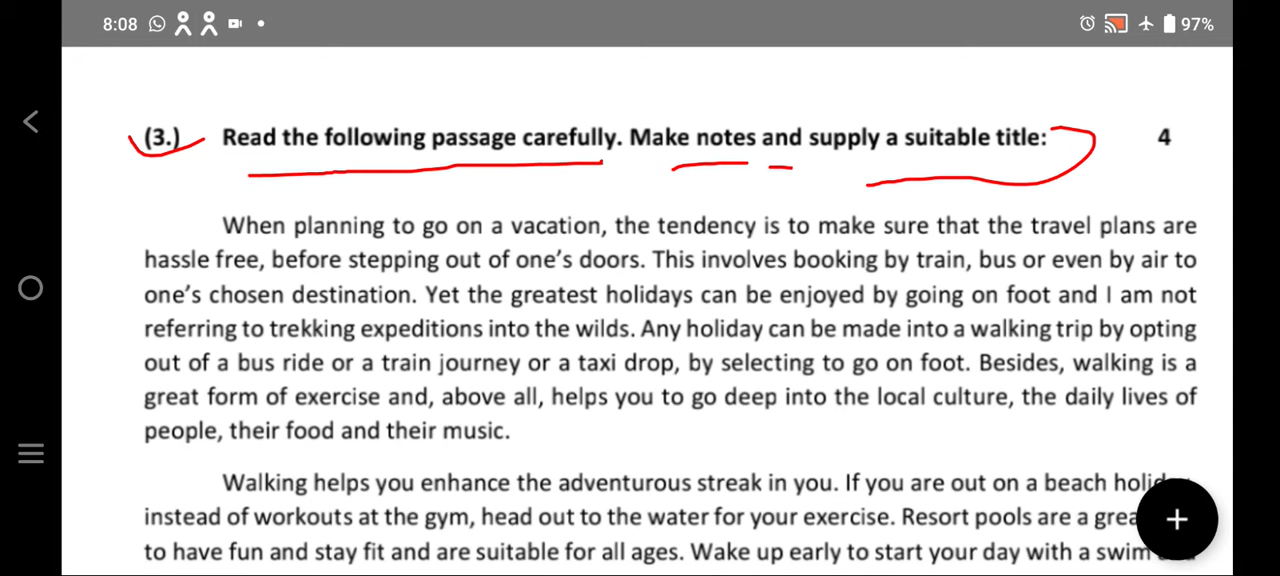 8:08
97%
(3.) Read the following passage carefully. Make notes and supply a suitable title: 4
When planning to go on a vacation, the tendency is to make sure that the travel plans are
hassle free, before stepping out of one's doors. This involves booking by train, bus or even by air to
one's chosen destination. Yet the greatest holidays can be enjoyed by going on foot and I am not
referring to trekking expeditions into the wilds. Any holiday can be made into a walking trip by opting
out of a bus ride or a train journey or a taxi drop, by selecting to go on foot. Besides, walking is a
great form of exercise and, above all, helps you to go deep into the local culture, the daily lives of
people, their food and their music.
Walking helps you enhance the adventurous streak in you. If you are out on a beach
instead of workouts at the gym, head out to the water for your exercise. Resort pools are a
to have fun and stay fit and are suitable for all ages. Wake up early to start your day with a swim